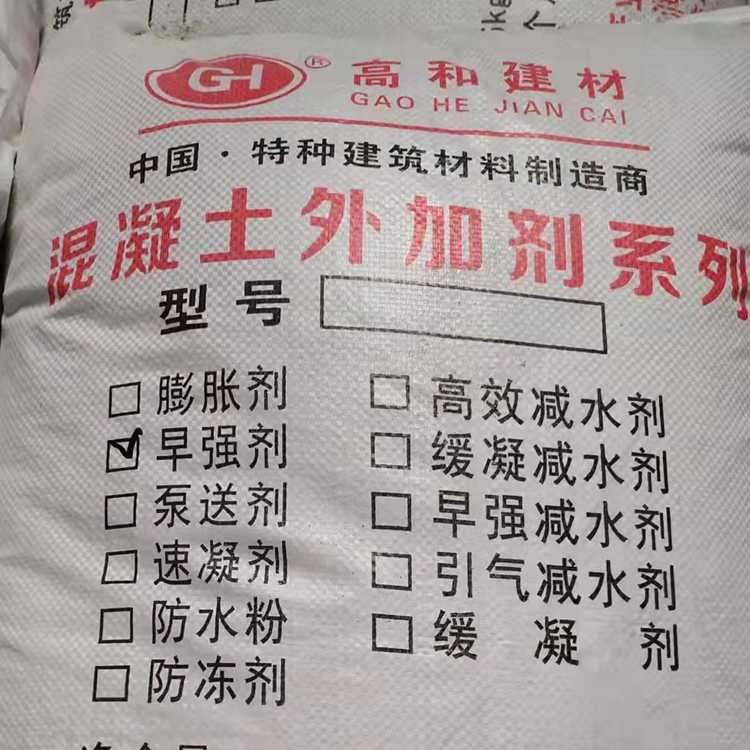 GH® 高和建材
GAO HE JIAN CAI
中国·特种建筑材料制造商
混凝土外加剂系列
型号
□ 膨胀剂 □ 高效减水剂
☑ 早强剂 □ 缓凝减水剂
□ 泵送剂 □ 早强减水剂
□ 速凝剂 □ 引气减水剂
□ 防水粉 □ 缓凝剂
□ 防冻剂